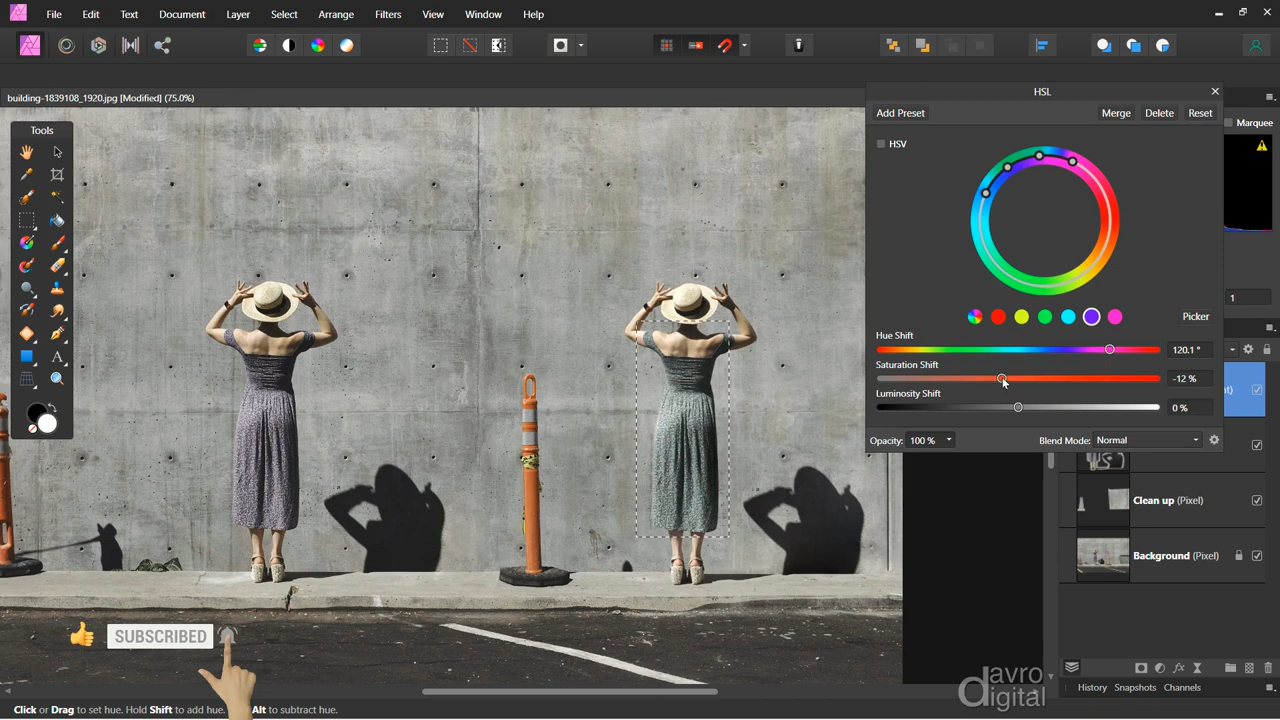 File Edit Text Document Layer Select Arrange Filters View Window Help
building-1839108_1920.jpg [Modified] (75.0%)
HSL
Add Preset
Merge Delete Reset
HSV
Marquee
Tools
1
Picker
Hue Shift
120.1 °
Saturation Shift
-12 %
Luminosity Shift
0 %
Opacity: 100 %
Blend Mode: Normal
Clean up (Pixel)
Background (Pixel)
SUBSCRIBED
davro
digital
History Snapshots Channels
Click or Drag to set hue. Hold Shift to add hue. Alt to subtract hue.